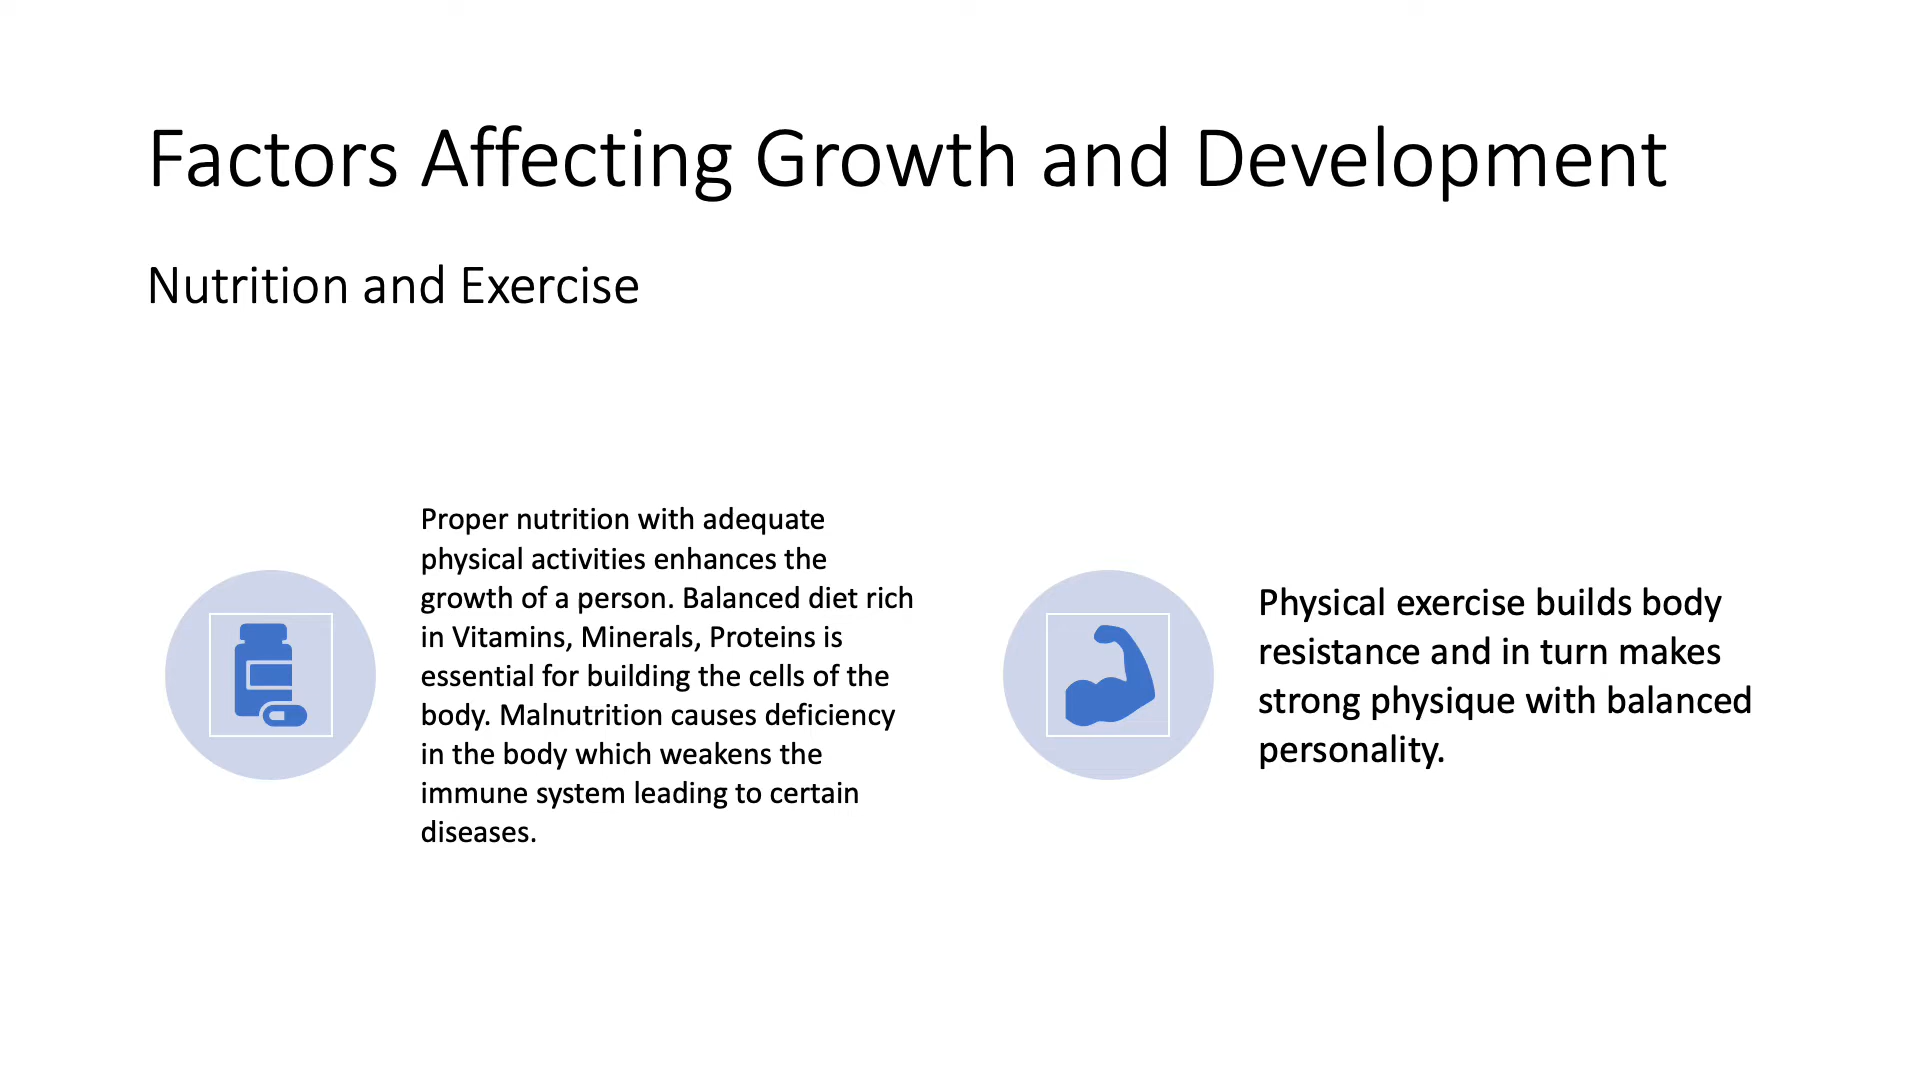 Factors Affecting Growth and Development
Nutrition and Exercise
Proper nutrition with adequate
physical activities enhances the
growth of a person. Balanced diet rich
in Vitamins, Minerals, Proteins is
essential for building the cells of the
body. Malnutrition causes deficiency
in the body which weakens the
immune system leading to certain
diseases.
Physical exercise builds body
resistance and in turn makes
strong physique with balanced
personality.